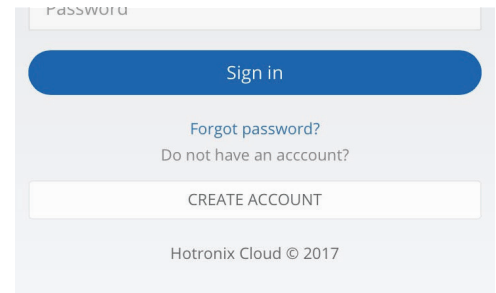 Password
Sign in
Forgot password?
Do not have an acccount?
CREATE ACCOUNT
Hotronix Cloud © 2017